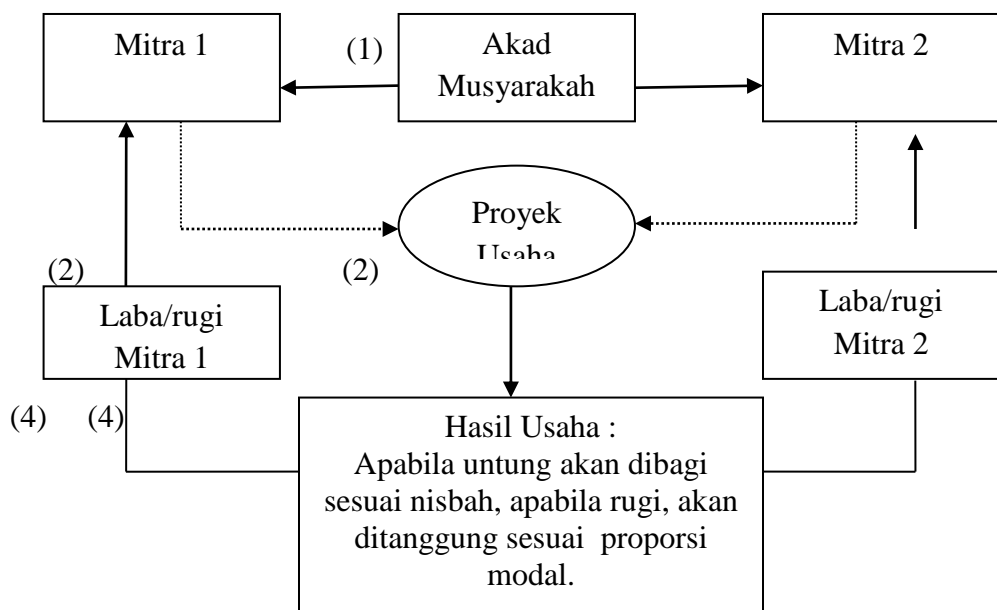 Mitra 1
(1)
Akad
Musyarakah
Mitra 2
Proyek
Usaha
(2)
(2)
Laba/rugi
Mitra 1
Laba/rugi
Mitra 2
(4)
(4)
Hasil Usaha :
Apabila untung akan dibagi
sesuai nisbah, apabila rugi, akan
ditanggung sesuai proporsi
modal.